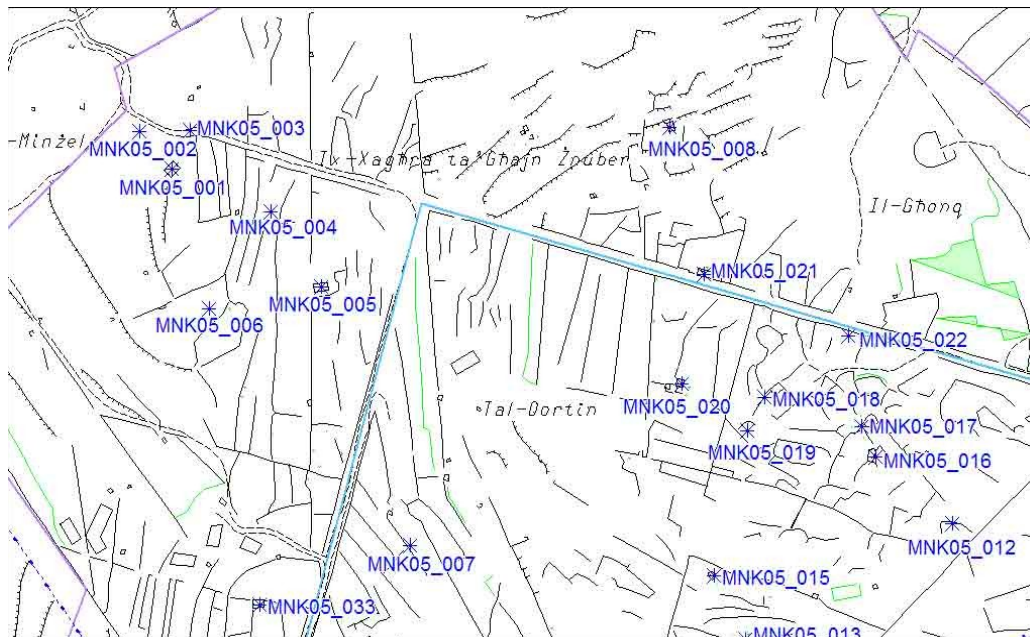 MNK05_003
-Minżel
MNK05_002
Ix-Xagħra ta' Għajn Żnuber
MNK05_008
MNK05_001
MNK05_004
Il-Għonq
MNK05_021
MNK05_005
MNK05_006
MNK05_022
MNK05_020
MNK05_018
Tal-Qortin
MNK05_017
MNK05_019
MNK05_016
MNK05_012
MNK05_007
MNK05_015
MNK05_033
MNK05_013